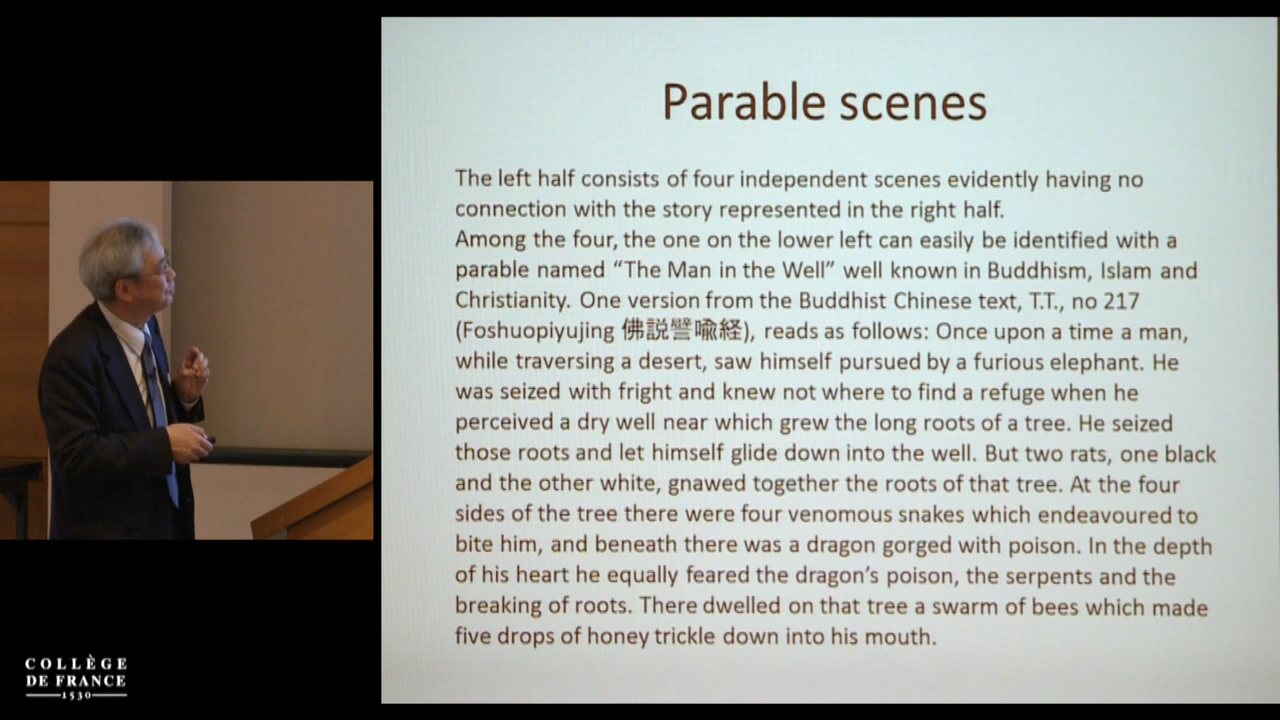 Parable scenes
The left half consists of four independent scenes evidently having no
connection with the story represented in the right half.
Among the four, the one on the lower left can easily be identified with a
parable named “The Man in the Well” well known in Buddhism, Islam and
Christianity. One version from the Buddhist Chinese text, T.T., no 217
(Foshuopiyujing 佛説譬喩経), reads as follows: Once upon a time a man,
while traversing a desert, saw himself pursued by a furious elephant. He
was seized with fright and knew not where to find a refuge when he
perceived a dry well near which grew the long roots of a tree. He seized
those roots and let himself glide down into the well. But two rats, one black
and the other white, gnawed together the roots of that tree. At the four
sides of the tree there were four venomous snakes which endeavoured to
bite him, and beneath there was a dragon gorged with poison. In the depth
of his heart he equally feared the dragon’s poison, the serpents and the
breaking of roots. There dwelled on that tree a swarm of bees which made
five drops of honey trickle down into his mouth.
COLLÈGE
DE FRANCE
1530